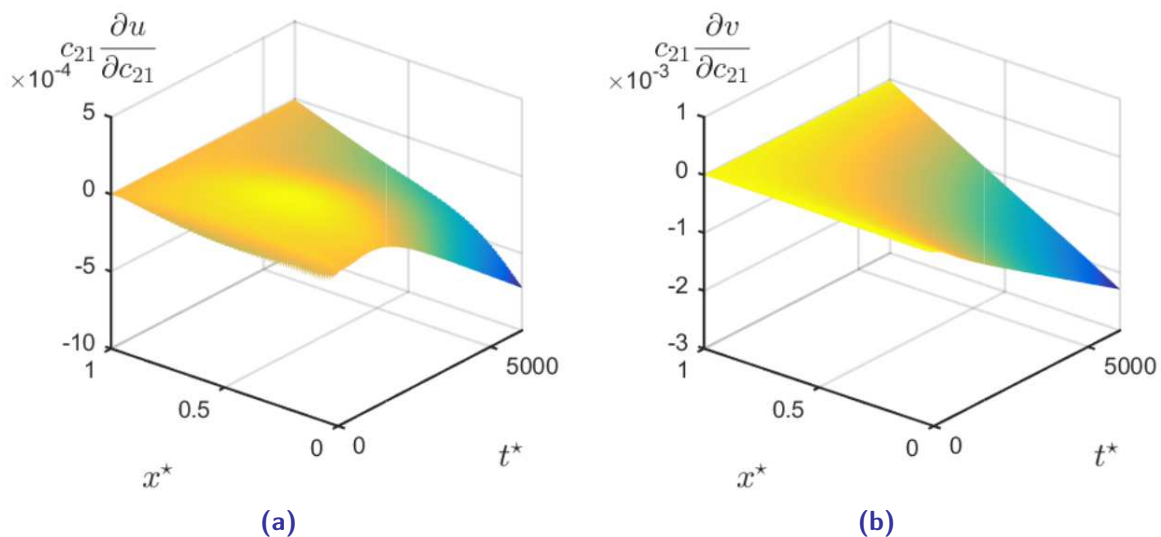 c₂₁ ∂u/∂c₂₁
×10⁻⁴
5
0
-5
-10
1
0.5
0
0
5000
x⋆
t⋆
(a)
c₂₁ ∂v/∂c₂₁
×10⁻³
1
0
-1
-2
-3
1
0.5
0
0
5000
x⋆
t⋆
(b)